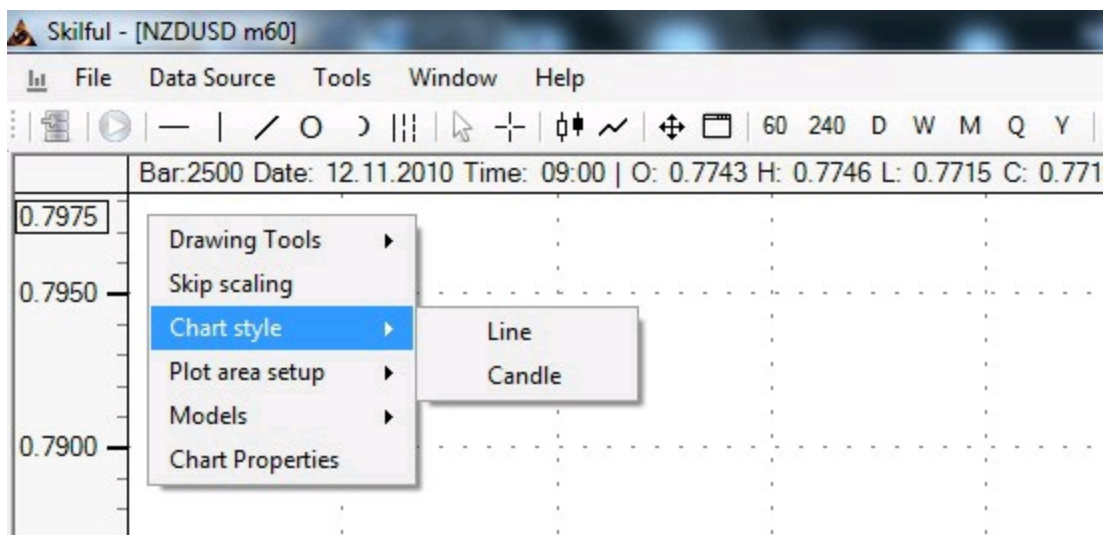 Skilful - [NZDUSD m60]
File Data Source Tools Window Help
60 240 D W M Q Y
Bar:2500 Date: 12.11.2010 Time: 09:00 | O: 0.7743 H: 0.7746 L: 0.7715 C: 0.771
0.7975
Drawing Tools
0.7950
Skip scaling
Chart style
Line
Plot area setup
Candle
Models
0.7900
Chart Properties